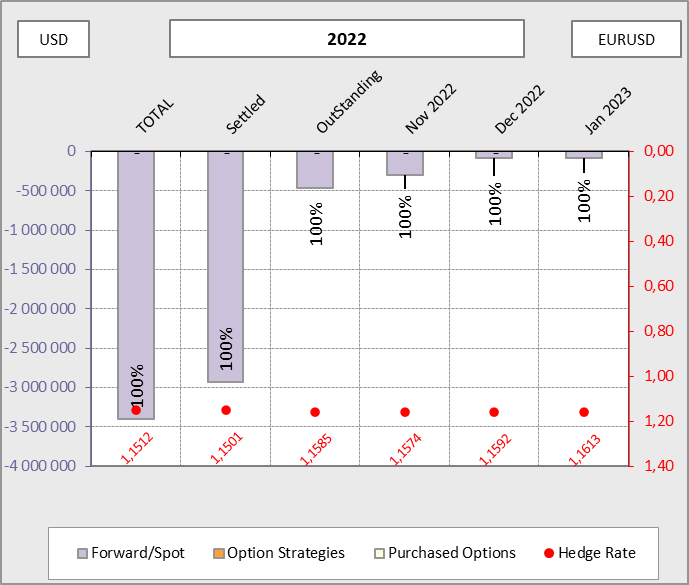 USD
2022
EURUSD
TOTAL
Settled
OutStanding
Nov 2022
Dec 2022
Jan 2023
0
-500 000
-1 000 000
-1 500 000
-2 000 000
-2 500 000
-3 000 000
-3 500 000
-4 000 000
0,00
0,20
0,40
0,60
0,80
1,00
1,20
1,40
100%
100%
100%
100%
100%
100%
1,1512
1,1501
1,1585
1,1574
1,1592
1,1613
Forward/Spot
Option Strategies
Purchased Options
Hedge Rate